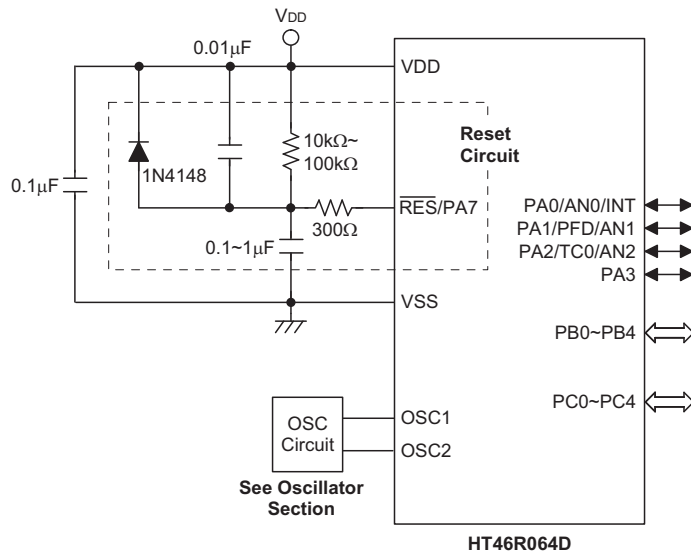 VDD
0.01μF
VDD
Reset
Circuit
10kΩ~
100kΩ
1N4148
0.1μF
R̅E̅S̅/PA7
300Ω
0.1~1μF
VSS
PA0/AN0/INT
PA1/PFD/AN1
PA2/TC0/AN2
PA3
PB0~PB4
PC0~PC4
OSC
Circuit
OSC1
OSC2
See Oscillator
Section
HT46R064D